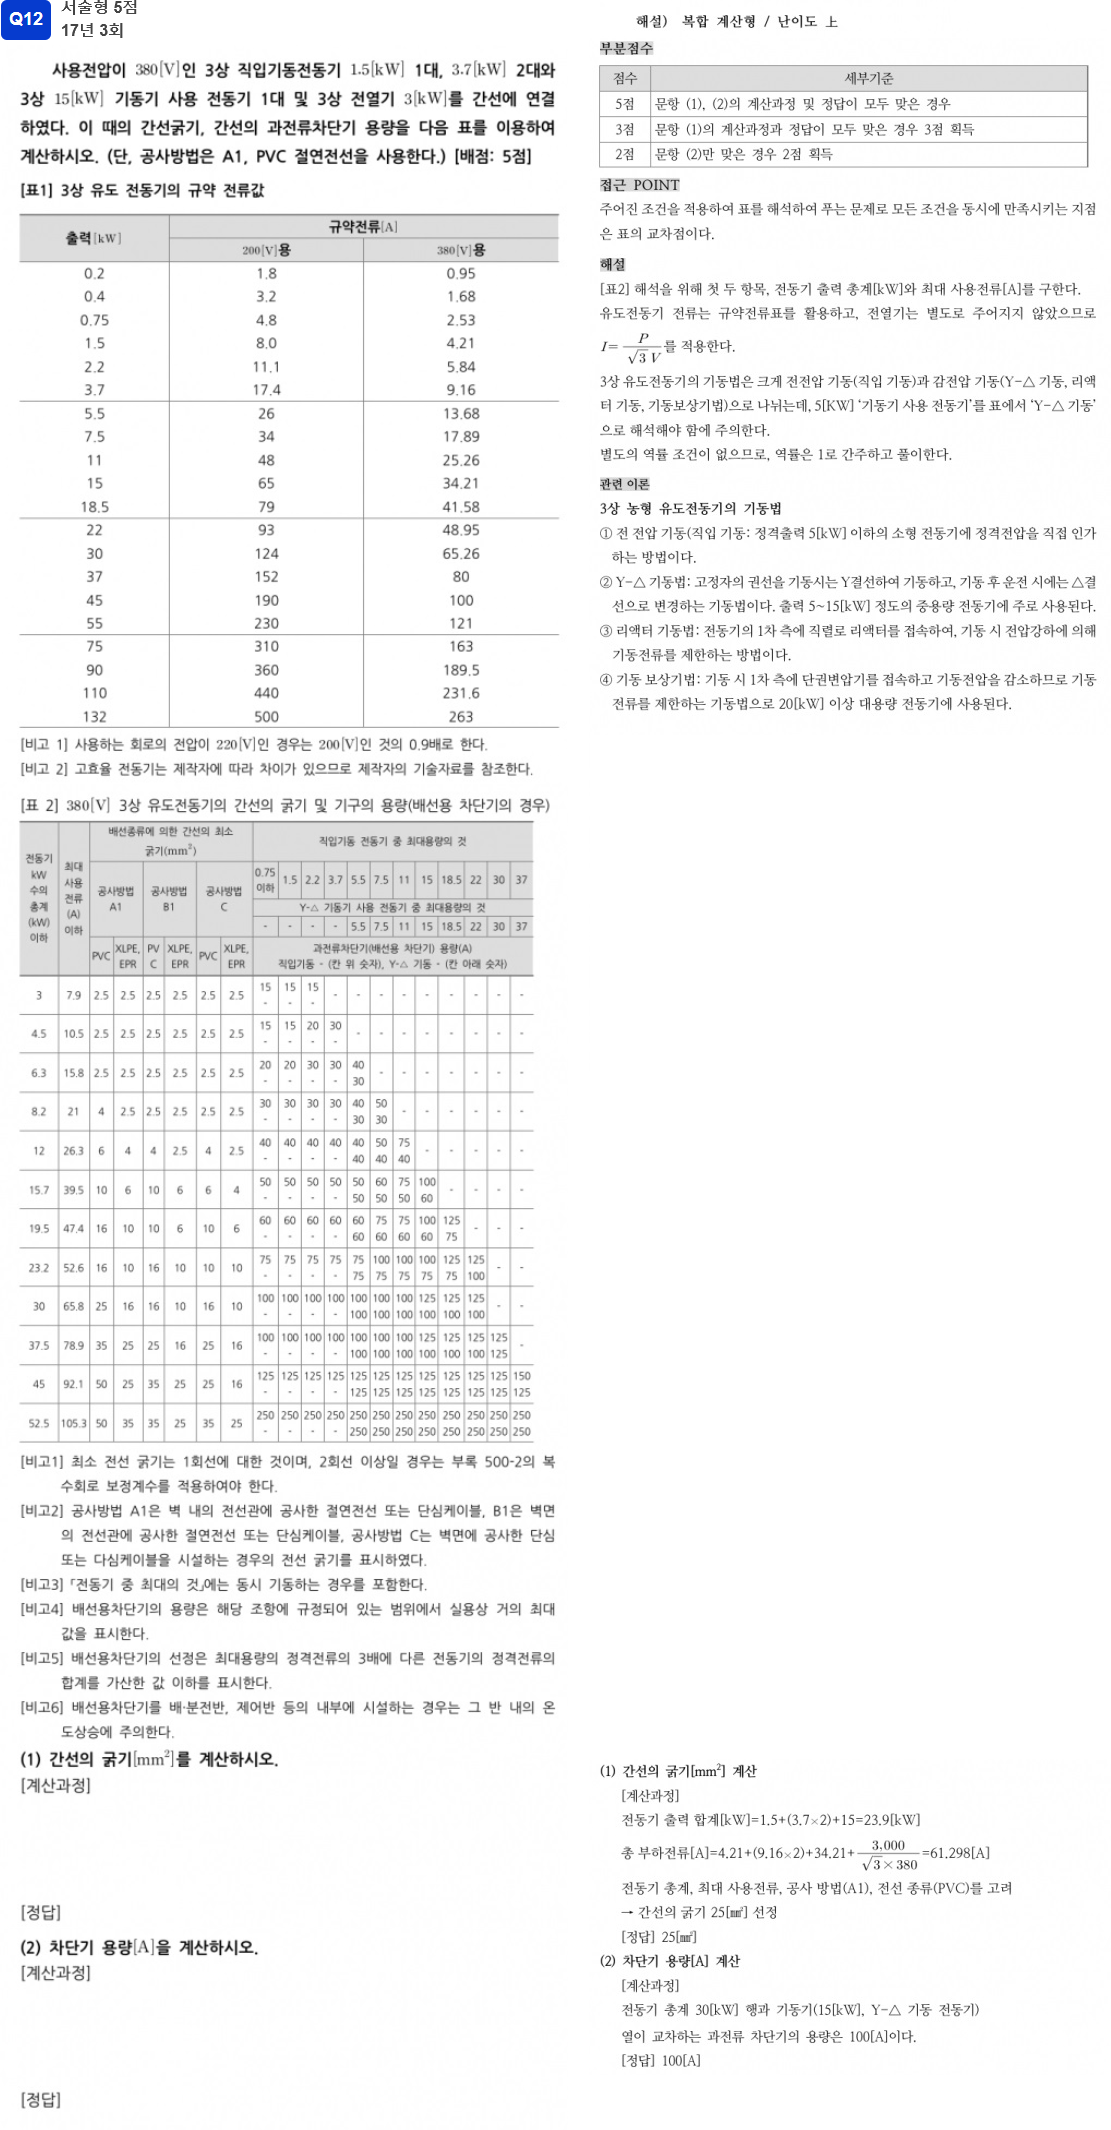 Q12
서술형 5점
17년 3회
사용전압이 380[V]인 3상 직입기동전동기 1.5[kW] 1대, 3.7[kW] 2대와
3상 15[kW] 기동기 사용 전동기 1대 및 3상 전열기 3[kW]를 간선에 연결
하였다. 이 때의 간선굵기, 간선의 과전류차단기 용량을 다음 표를 이용하여
계산하시오. (단, 공사방법은 A1, PVC 절연전선을 사용한다.) [배점: 5점]
[표1] 3상 유도 전동기의 규약 전류값
출력[kW] 규약전류[A]
200[V]용 380[V]용
0.2 1.8 0.95
0.4 3.2 1.68
0.75 4.8 2.53
1.5 8.0 4.21
2.2 11.1 5.84
3.7 17.4 9.16
5.5 26 13.68
7.5 34 17.89
11 48 25.26
15 65 34.21
18.5 79 41.58
22 93 48.95
30 124 65.26
37 152 80
45 190 100
55 230 121
75 310 163
90 360 189.5
110 440 231.6
132 500 263
[비고 1] 사용하는 회로의 전압이 220[V]인 경우는 200[V]인 것의 0.9배로 한다.
[비고 2] 고효율 전동기는 제작자에 따라 차이가 있으므로 제작자의 기술자료를 참조한다.
[표 2] 380[V] 3상 유도전동기의 간선의 굵기 및 기구의 용량(배선용 차단기의 경우)
전동기 kW 수의 총계 (kW) 이하
최대 사용 전류 (A) 이하
배선종류에 의한 간선의 최소 굵기(mm²)
공사방법 A1 공사방법 B1 공사방법 C
PVC XLPE, EPR PVC XLPE, EPR PVC XLPE, EPR
직입기동 전동기 중 최대용량의 것
0.75 이하 1.5 2.2 3.7 5.5 7.5 11 15 18.5 22 30 37
Y-△ 기동기 사용 전동기 중 최대용량의 것
- - - - 5.5 7.5 11 15 18.5 22 30 37
과전류차단기(배선용 차단기) 용량(A)
직입기동 - (칸 위 숫자), Y-△ 기동 - (칸 아래 숫자)
3 7.9 2.5 2.5 2.5 2.5 2.5 2.5 15 15 15 - - - - - - - - -
- - -
4.5 10.5 2.5 2.5 2.5 2.5 2.5 2.5 15 15 20 30 - - - - - - - -
- - - -
6.3 15.8 2.5 2.5 2.5 2.5 2.5 2.5 20 20 30 30 40 - - - - - - -
- - - - 30
8.2 21 4 2.5 2.5 2.5 2.5 2.5 30 30 30 30 40 50 - - - - - -
- - - - 30 30
12 26.3 6 4 4 2.5 4 2.5 40 40 40 40 40 50 75 - - - - -
- - - - 40 40 40
15.7 39.5 10 6 10 6 6 4 50 50 50 50 50 60 75 100 - - - -
- - - - 50 50 50 60
19.5 47.4 16 10 10 6 10 6 60 60 60 60 60 75 75 100 125 - - -
- - - - 60 60 60 60 75
23.2 52.6 16 10 16 10 10 10 75 75 75 75 75 100 100 100 125 125 - -
- - - - 75 75 75 75 75 100
30 65.8 25 16 16 10 16 10 100 100 100 100 100 100 100 125 125 125 - -
- - - - 100 100 100 100 100 100
37.5 78.9 35 25 25 16 25 16 100 100 100 100 100 100 100 125 125 125 125 -
- - - - 100 100 100 100 100 100 125
45 92.1 50 25 35 25 25 16 125 125 125 125 125 125 125 125 125 125 125 150
- - - - 125 125 125 125 125 125 125 125
52.5 105.3 50 35 35 25 35 25 250 250 250 250 250 250 250 250 250 250 250 250
- - - - 250 250 250 250 250 250 250 250
[비고1] 최소 전선 굵기는 1회선에 대한 것이며, 2회선 이상일 경우는 부록 500-2의 복
수회로 보정계수를 적용하여야 한다.
[비고2] 공사방법 A1은 벽 내의 전선관에 공사한 절연전선 또는 단심케이블, B1은 벽면
의 전선관에 공사한 절연전선 또는 단심케이블, 공사방법 C는 벽면에 공사한 단심
또는 다심케이블을 시설하는 경우의 전선 굵기를 표시하였다.
[비고3] 「전동기 중 최대의 것」에는 동시 기동하는 경우를 포함한다.
[비고4] 배선용차단기의 용량은 해당 조항에 규정되어 있는 범위에서 실용상 거의 최대
값을 표시한다.
[비고5] 배선용차단기의 선정은 최대용량의 정격전류의 3배에 다른 전동기의 정격전류의
합계를 가산한 값 이하를 표시한다.
[비고6] 배선용차단기를 배·분전반, 제어반 등의 내부에 시설하는 경우는 그 반 내의 온
도상승에 주의한다.
(1) 간선의 굵기[mm²]를 계산하시오.
[계산과정]
[정답]
(2) 차단기 용량[A]을 계산하시오.
[계산과정]
[정답]
해설) 복합 계산형 / 난이도 上
부분점수
점수 세부기준
5점 문항 (1), (2)의 계산과정 및 정답이 모두 맞은 경우
3점 문항 (1)의 계산과정과 정답이 모두 맞은 경우 3점 획득
2점 문항 (2)만 맞은 경우 2점 획득
접근 POINT
주어진 조건을 적용하여 표를 해석하여 푸는 문제로 모든 조건을 동시에 만족시키는 지점
은 표의 교차점이다.
해설
[표2] 해석을 위해 첫 두 항목, 전동기 출력 총계[kW]와 최대 사용전류[A]를 구한다.
유도전동기 전류는 규약전류표를 활용하고, 전열기는 별도로 주어지지 않았으므로
I= P/(√3 V) 를 적용한다.
3상 유도전동기의 기동법은 크게 전전압 기동(직입 기동)과 감전압 기동(Y-△ 기동, 리액
터 기동, 기동보상기법)으로 나뉘는데, 5[KW] ‘기동기 사용 전동기’를 표에서 ‘Y-△ 기동’
으로 해석해야 함에 주의한다.
별도의 역률 조건이 없으므로, 역률은 1로 간주하고 풀이한다.
관련 이론
3상 농형 유도전동기의 기동법
① 전 전압 기동(직입 기동: 정격출력 5[kW] 이하의 소형 전동기에 정격전압을 직접 인가
하는 방법이다.
② Y-△ 기동법: 고정자의 권선을 기동시는 Y결선하여 기동하고, 기동 후 운전 시에는 △결
선으로 변경하는 기동법이다. 출력 5~15[kW] 정도의 중용량 전동기에 주로 사용된다.
③ 리액터 기동법: 전동기의 1차 측에 직렬로 리액터를 접속하여, 기동 시 전압강하에 의해
기동전류를 제한하는 방법이다.
④ 기동 보상기법: 기동 시 1차 측에 단권변압기를 접속하고 기동전압을 감소하므로 기동
전류를 제한하는 기동법으로 20[kW] 이상 대용량 전동기에 사용된다.
(1) 간선의 굵기[mm²] 계산
[계산과정]
전동기 출력 합계[kW]=1.5+(3.7×2)+15=23.9[kW]
총 부하전류[A]=4.21+(9.16×2)+34.21+ 3,000/(√3×380) =61.298[A]
전동기 총계, 최대 사용전류, 공사 방법(A1), 전선 종류(PVC)를 고려
→ 간선의 굵기 25[㎟] 선정
[정답] 25[㎟]
(2) 차단기 용량[A] 계산
[계산과정]
전동기 총계 30[kW] 행과 기동기(15[kW], Y-△ 기동 전동기)
열이 교차하는 과전류 차단기의 용량은 100[A]이다.
[정답] 100[A]